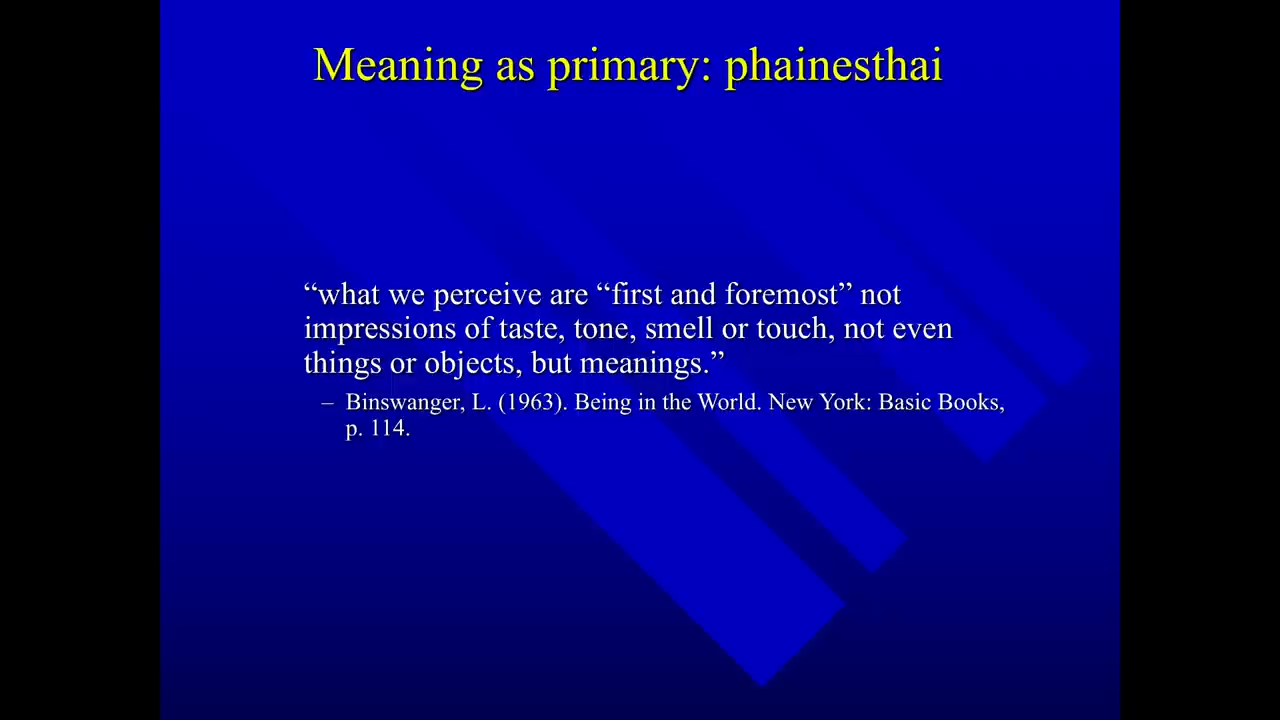 Meaning as primary: phainesthai
“what we perceive are “first and foremost” not
impressions of taste, tone, smell or touch, not even
things or objects, but meanings.”
– Binswanger, L. (1963). Being in the World. New York: Basic Books,
p. 114.